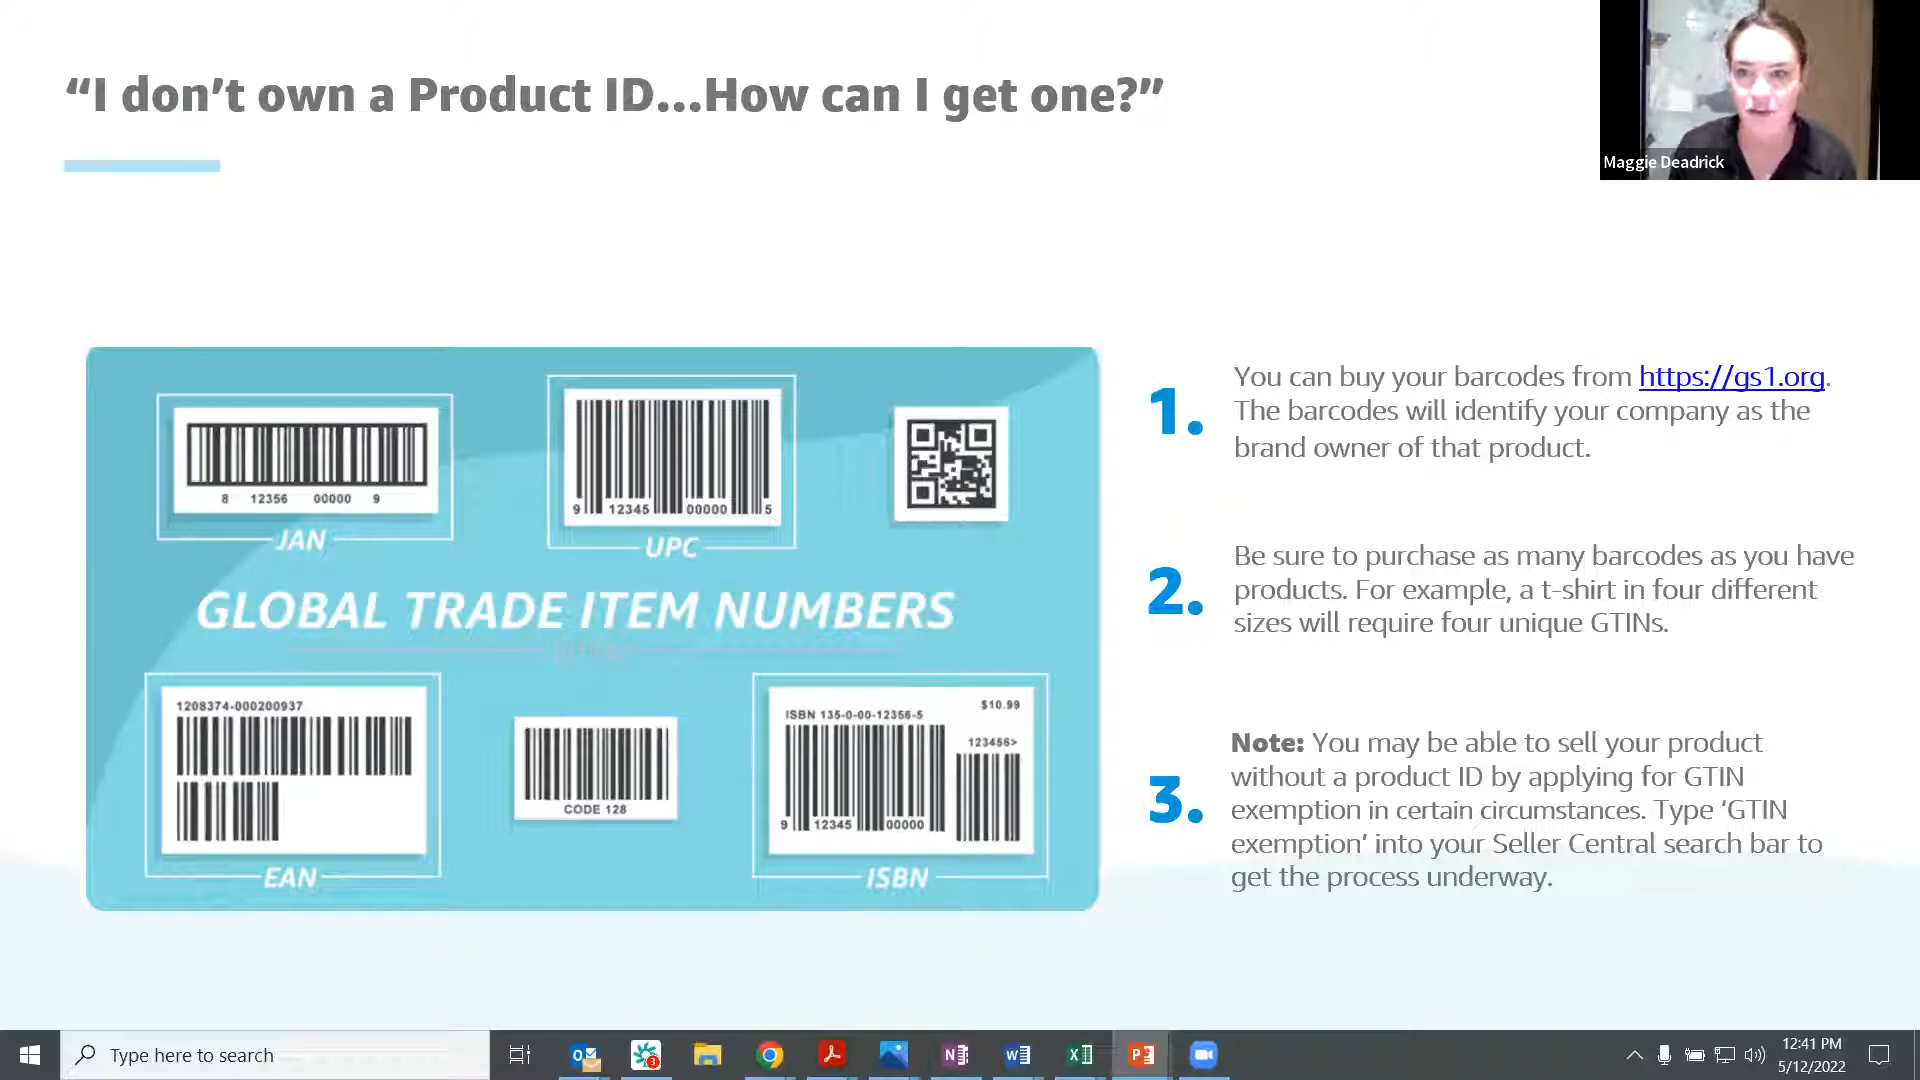 “I don’t own a Product ID...How can I get one?”
Maggie Deadrick
8 12356 00000 9
JAN
9 12345 00000 5
UPC
GLOBAL TRADE ITEM NUMBERS
1208374-000200937
EAN
CODE 128
ISBN 135-0-00-12356-5
$10.99
123456>
9 12345 00000
ISBN
1.
You can buy your barcodes from https://gs1.org.
The barcodes will identify your company as the
brand owner of that product.
2.
Be sure to purchase as many barcodes as you have
products. For example, a t-shirt in four different
sizes will require four unique GTINs.
3.
Note: You may be able to sell your product
without a product ID by applying for GTIN
exemption in certain circumstances. Type ‘GTIN
exemption’ into your Seller Central search bar to
get the process underway.
Type here to search
3
12:41 PM
5/12/2022